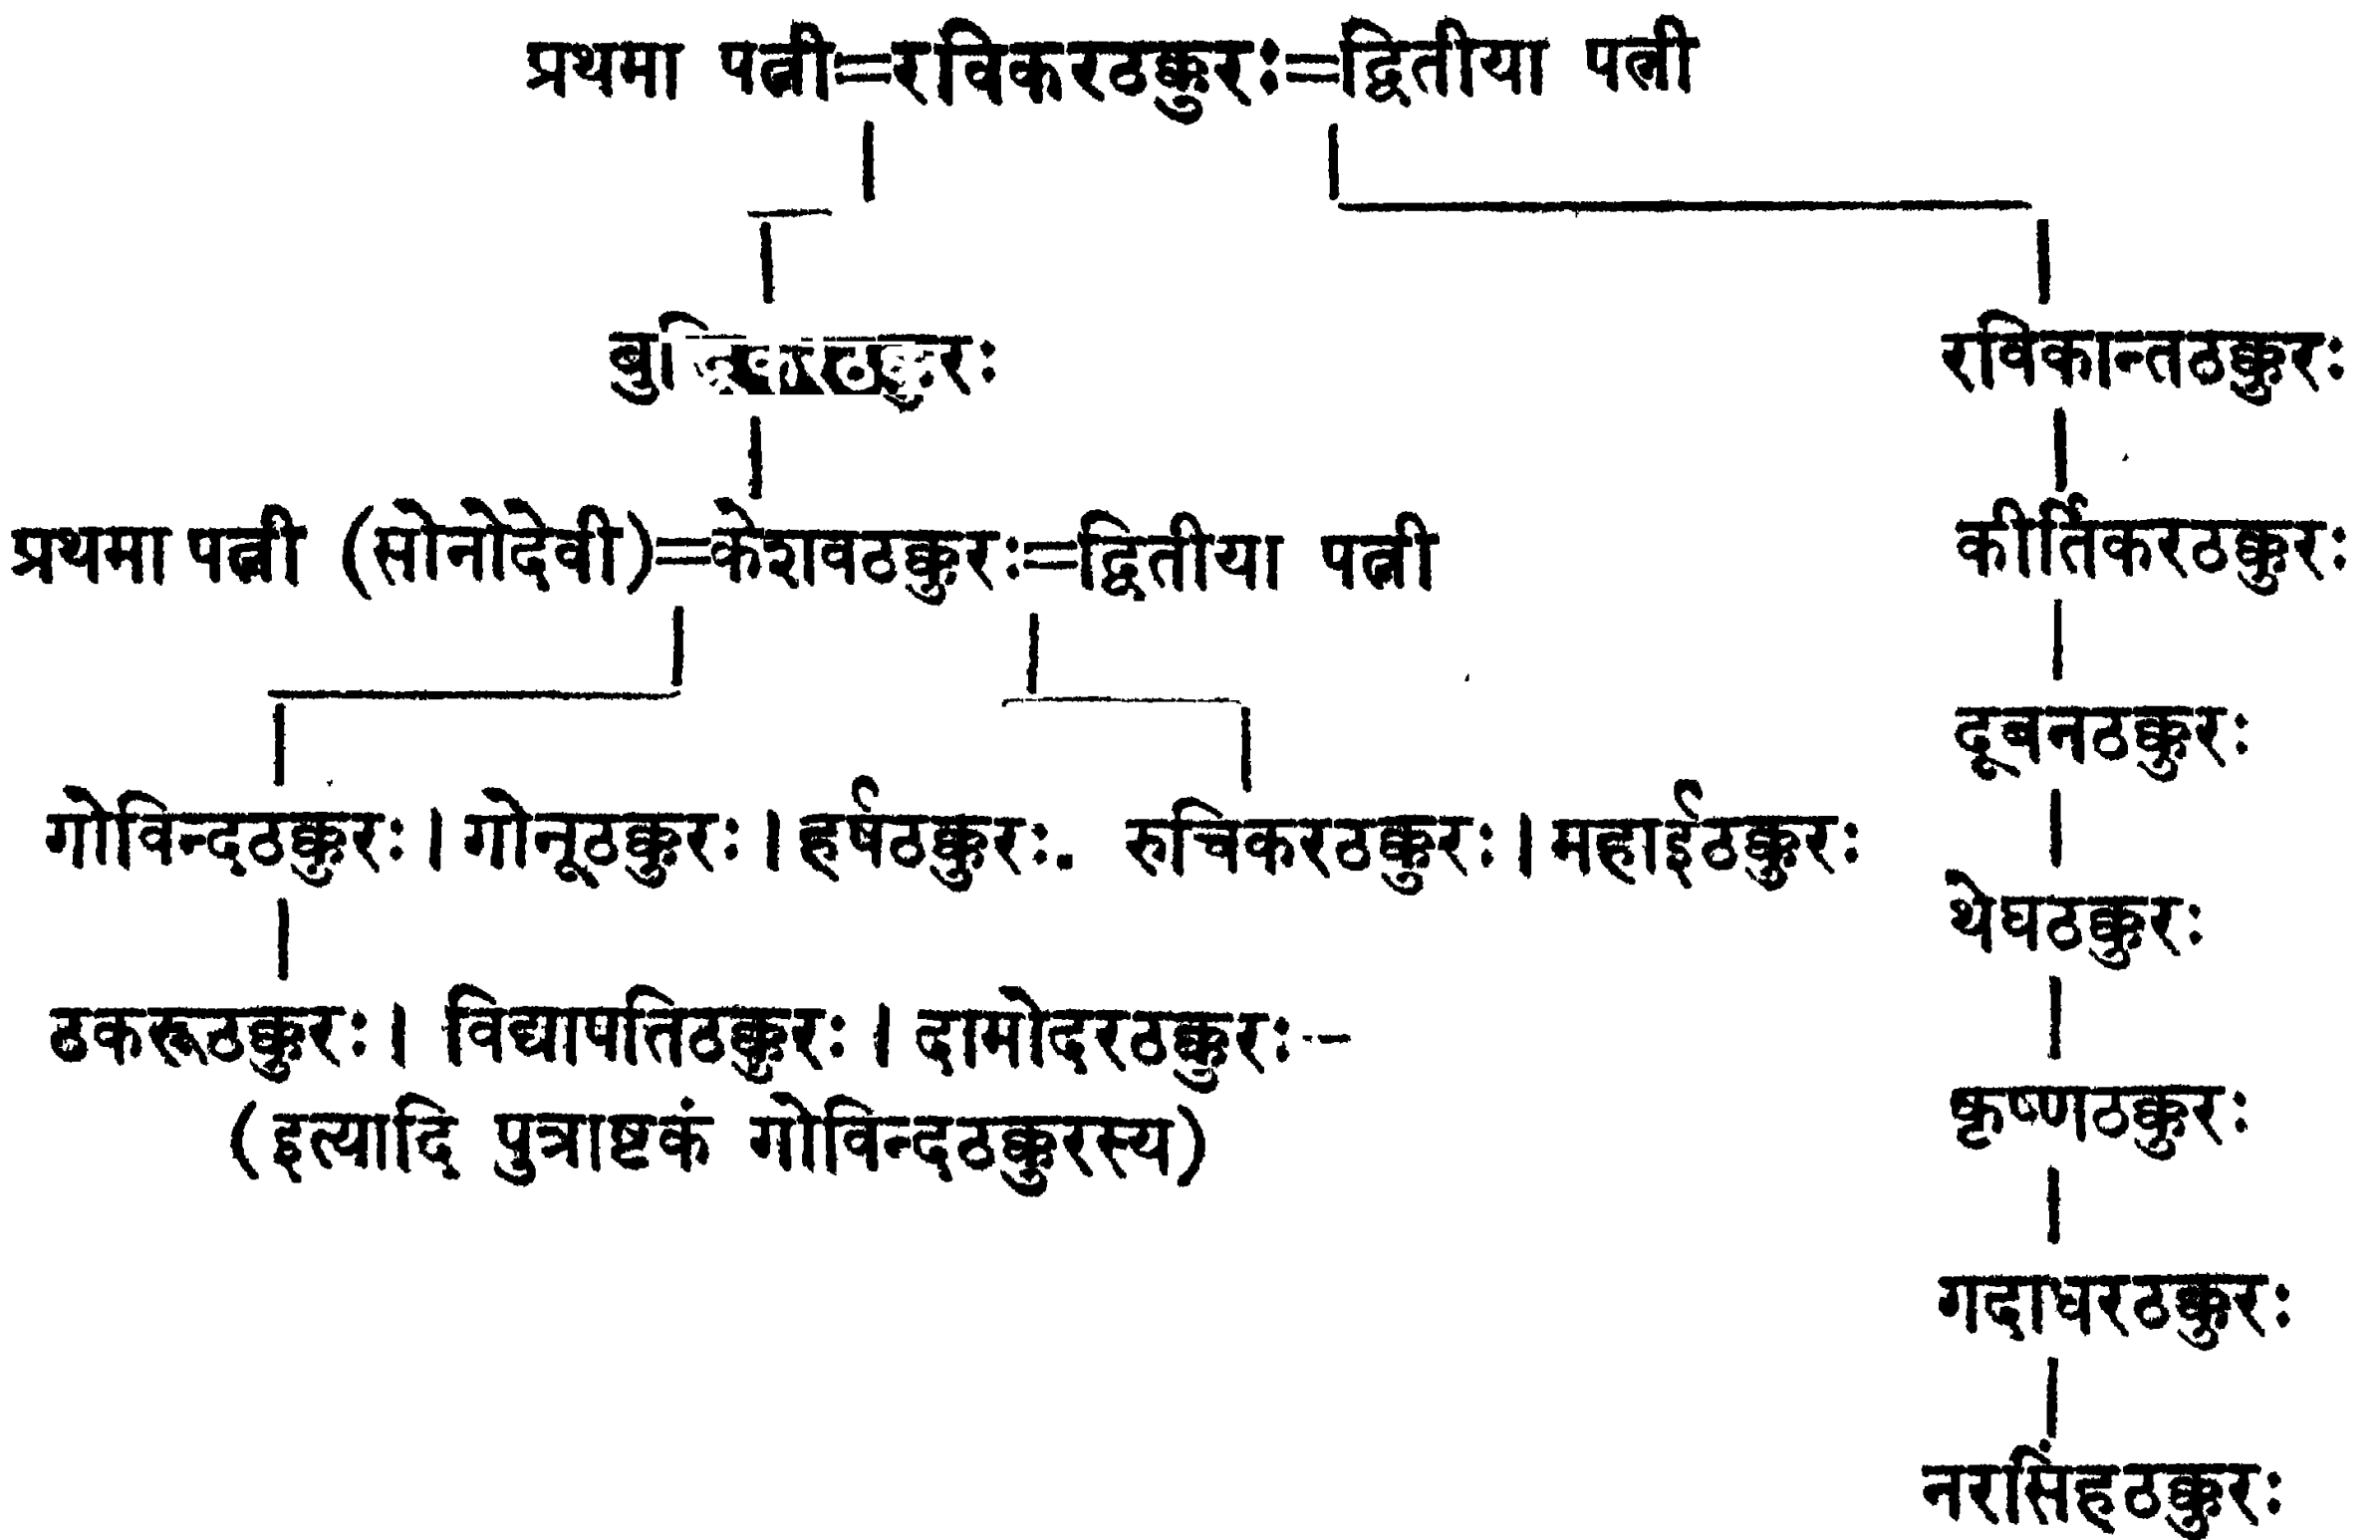 प्रथमा पत्नी=रविकरठक्कुरः=द्वितीया पत्नी
रविकान्तठक्कुरः
प्रथमा पत्नी (सोनोदेवी)=केशवठक्कुरः=द्वितीया पत्नी
कीर्तिकरठक्कुरः
दूबनठक्कुरः
गोविन्दठक्कुरः। गोनूठक्कुरः। हर्षठक्कुरः. रुचिकरठक्कुरः। महाईठक्कुरः
थेघठक्कुरः
ठकरूठक्कुरः। विद्यापतिठक्कुरः। दामोदरठक्कुरः--
(इत्यादि पुत्राष्टकं गोविन्दठक्कुरस्य)
कृष्णठक्कुरः
गदाधरठक्कुरः
नरसिंहठक्कुरः